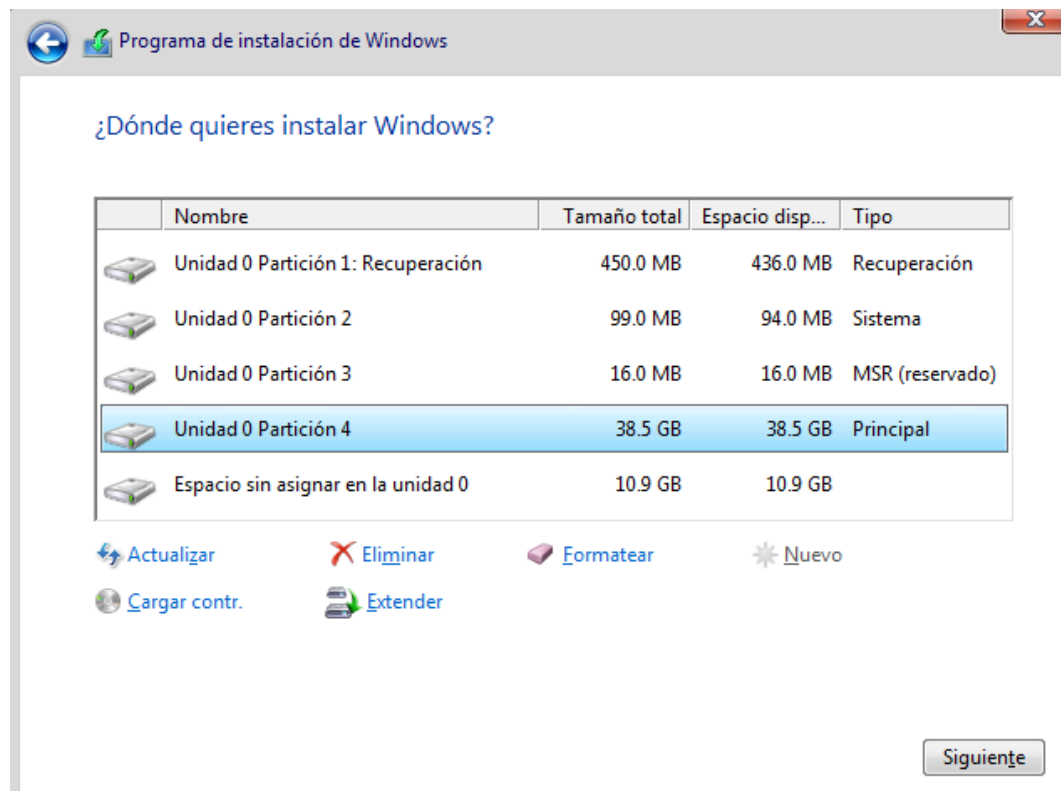 Programa de instalación de Windows
¿Dónde quieres instalar Windows?
Nombre Tamaño total Espacio disp... Tipo
Unidad 0 Partición 1: Recuperación 450.0 MB 436.0 MB Recuperación
Unidad 0 Partición 2 99.0 MB 94.0 MB Sistema
Unidad 0 Partición 3 16.0 MB 16.0 MB MSR (reservado)
Unidad 0 Partición 4 38.5 GB 38.5 GB Principal
Espacio sin asignar en la unidad 0 10.9 GB 10.9 GB
Actualizar Eliminar Formatear Nuevo
Cargar contr. Extender
Siguiente